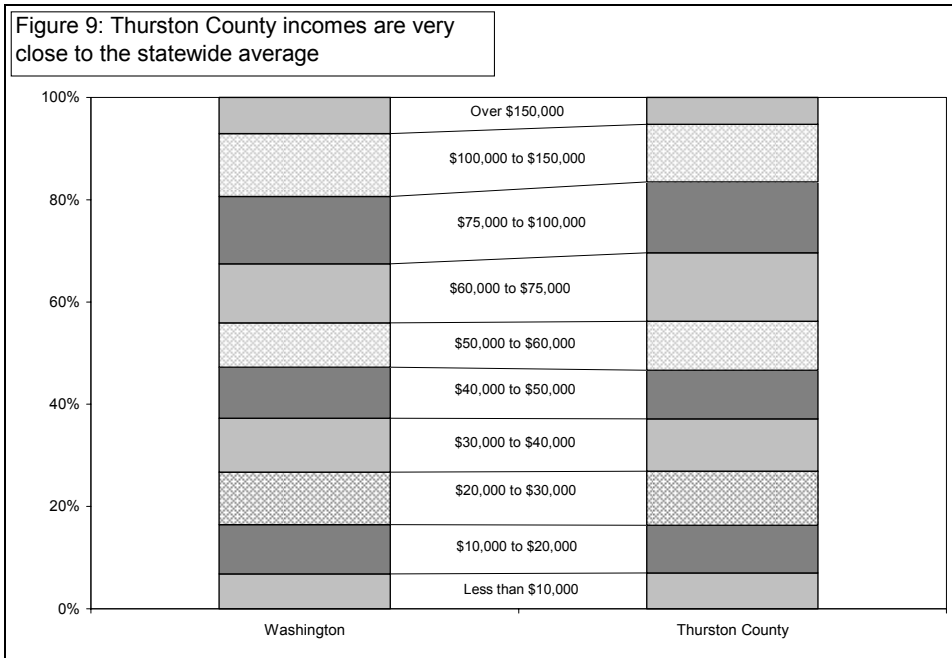 Figure 9: Thurston County incomes are very
close to the statewide average
100%
80%
60%
40%
20%
0%
Over $150,000
$100,000 to $150,000
$75,000 to $100,000
$60,000 to $75,000
$50,000 to $60,000
$40,000 to $50,000
$30,000 to $40,000
$20,000 to $30,000
$10,000 to $20,000
Less than $10,000
Washington
Thurston County